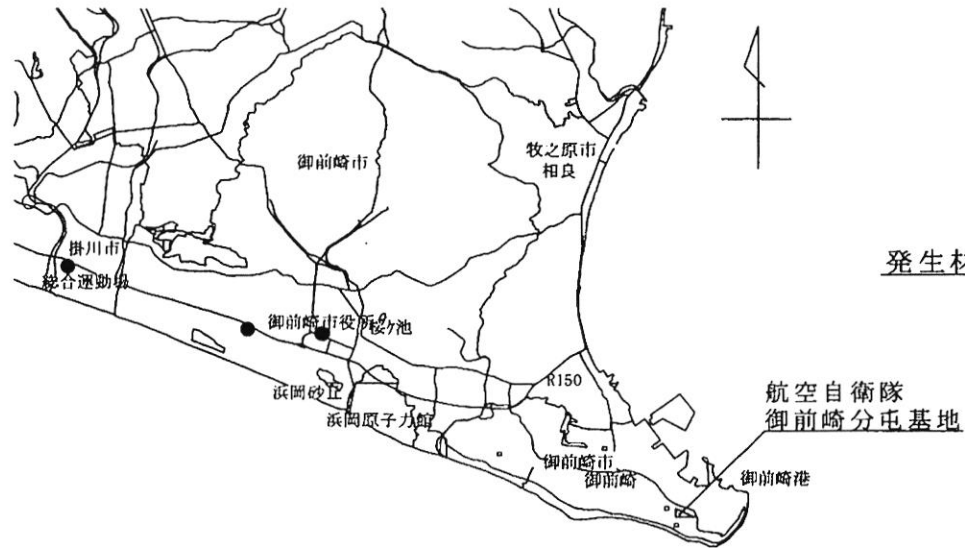 御前崎市
牧之原市
相良
掛川市
総合運動場
発生材
御前崎市役所
桜ヶ池
R150
浜岡砂丘
浜岡原子力館
航空自衛隊
御前崎分屯基地
御前崎市
御前崎
御前崎港